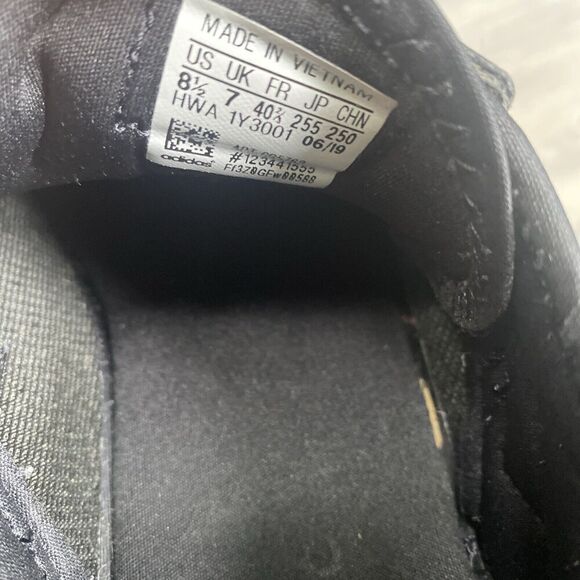 MADE IN VIETNAM
US UK FR JP CHN
8½ 7 40⅔ 255 250
HWA 1Y3001 06/19
#123441555
adidas